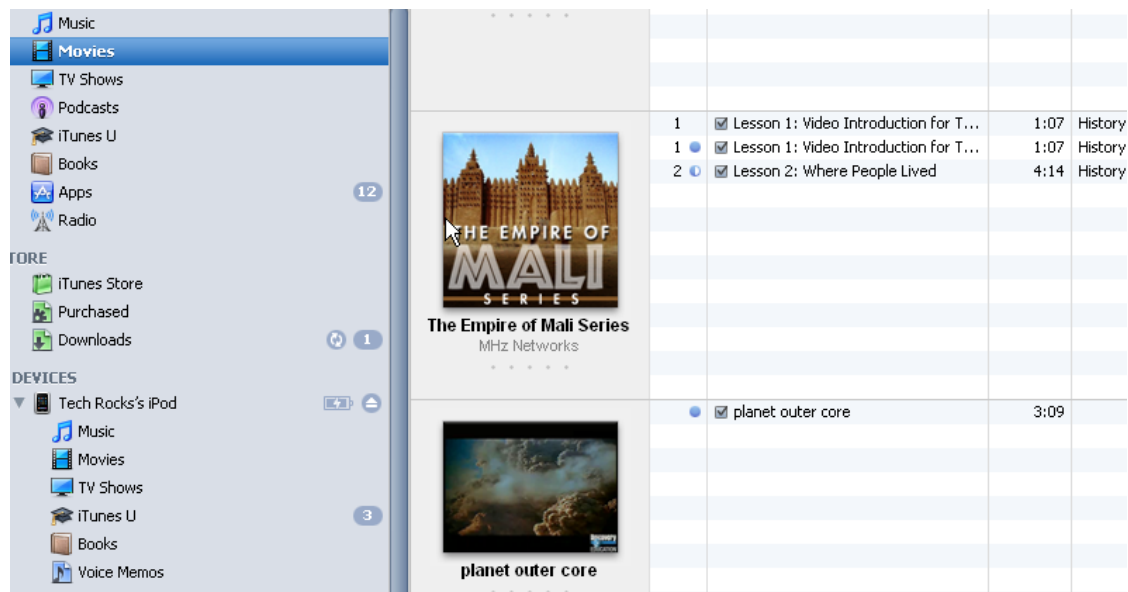 Music
Movies
TV Shows
Podcasts
iTunes U
Books
Apps 12
Radio
TORE
iTunes Store
Purchased
Downloads 1
DEVICES
Tech Rocks's iPod
Music
Movies
TV Shows
iTunes U 3
Books
Voice Memos
THE EMPIRE OF
MALI
SERIES
The Empire of Mali Series
MHz Networks
1 Lesson 1: Video Introduction for T... 1:07 History
1 Lesson 1: Video Introduction for T... 1:07 History
2 Lesson 2: Where People Lived 4:14 History
Discovery
EDUCATION
planet outer core
planet outer core 3:09